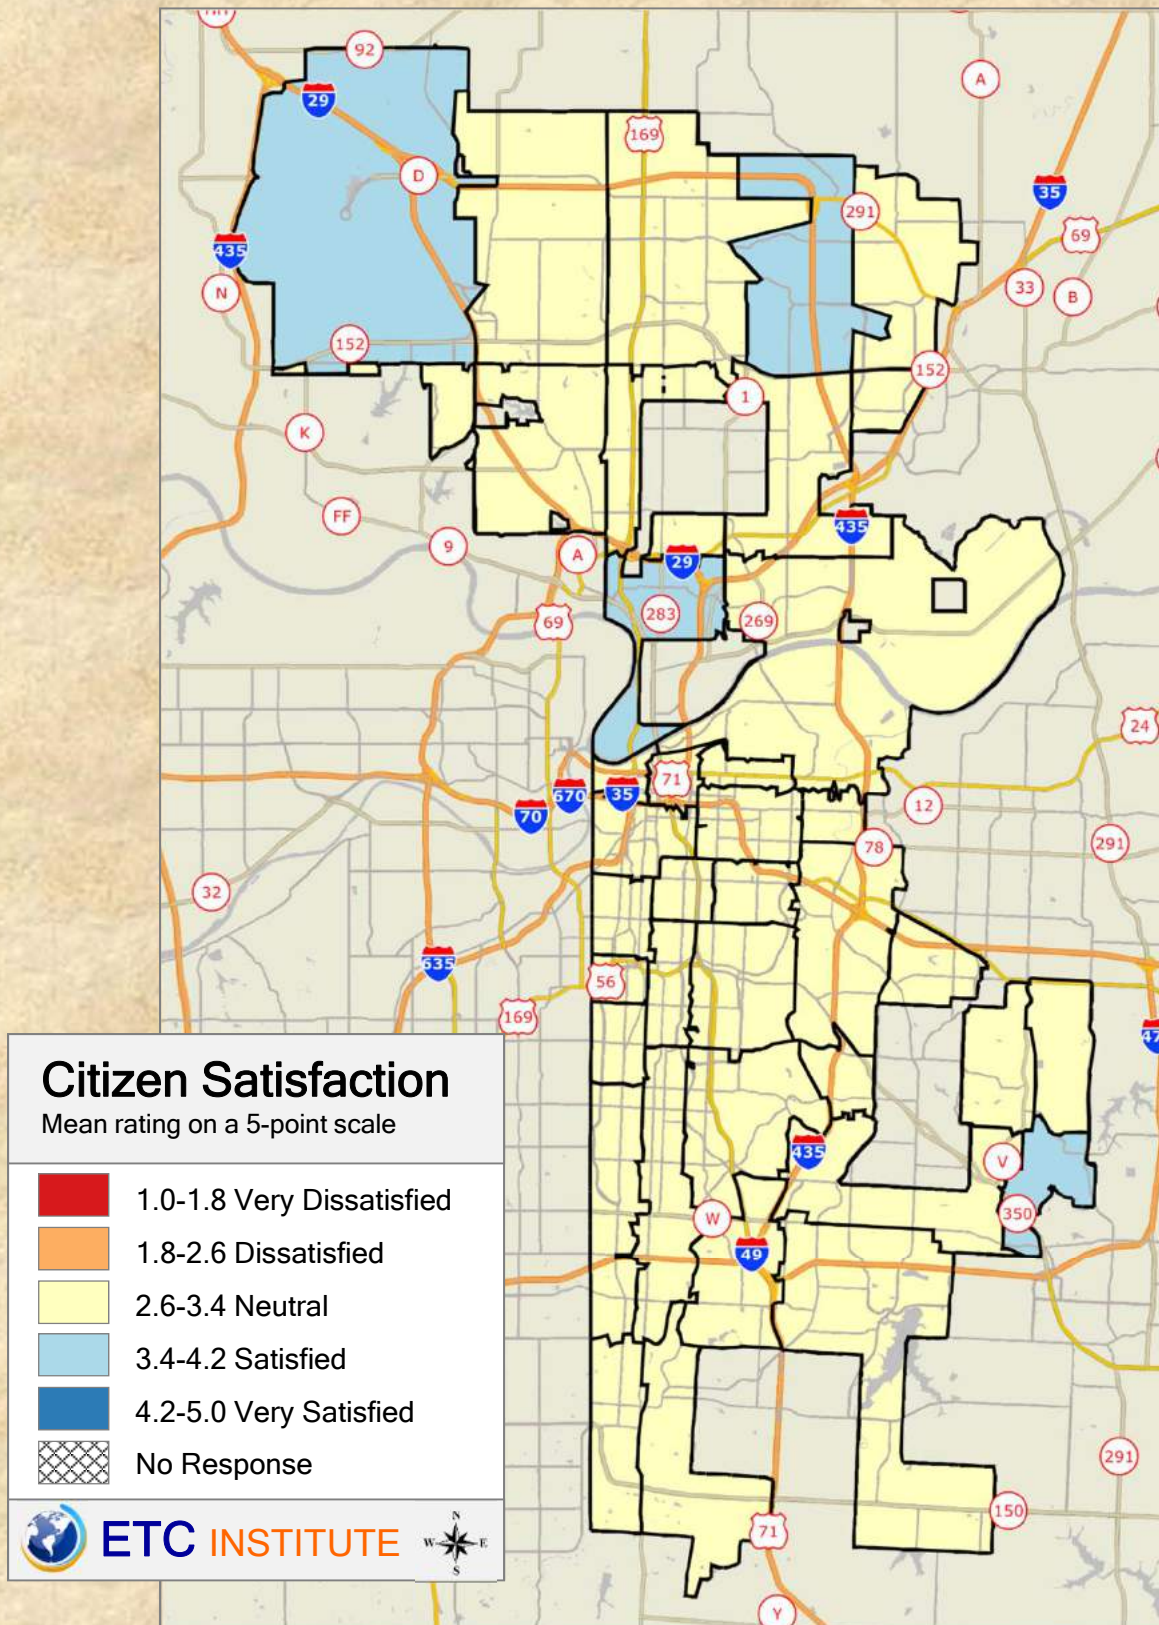 92
A
29
169
D
35
291
435
69
N
33
B
152
152
1
K
FF
435
9
A
29
283
69
269
24
71
670
35
70
12
291
78
32
635
56
169
47
Citizen Satisfaction
Mean rating on a 5-point scale
435
V
350
W
49
1.0-1.8 Very Dissatisfied
1.8-2.6 Dissatisfied
2.6-3.4 Neutral
3.4-4.2 Satisfied
4.2-5.0 Very Satisfied
No Response
291
150
71
N
W E
S
ETC INSTITUTE
Y